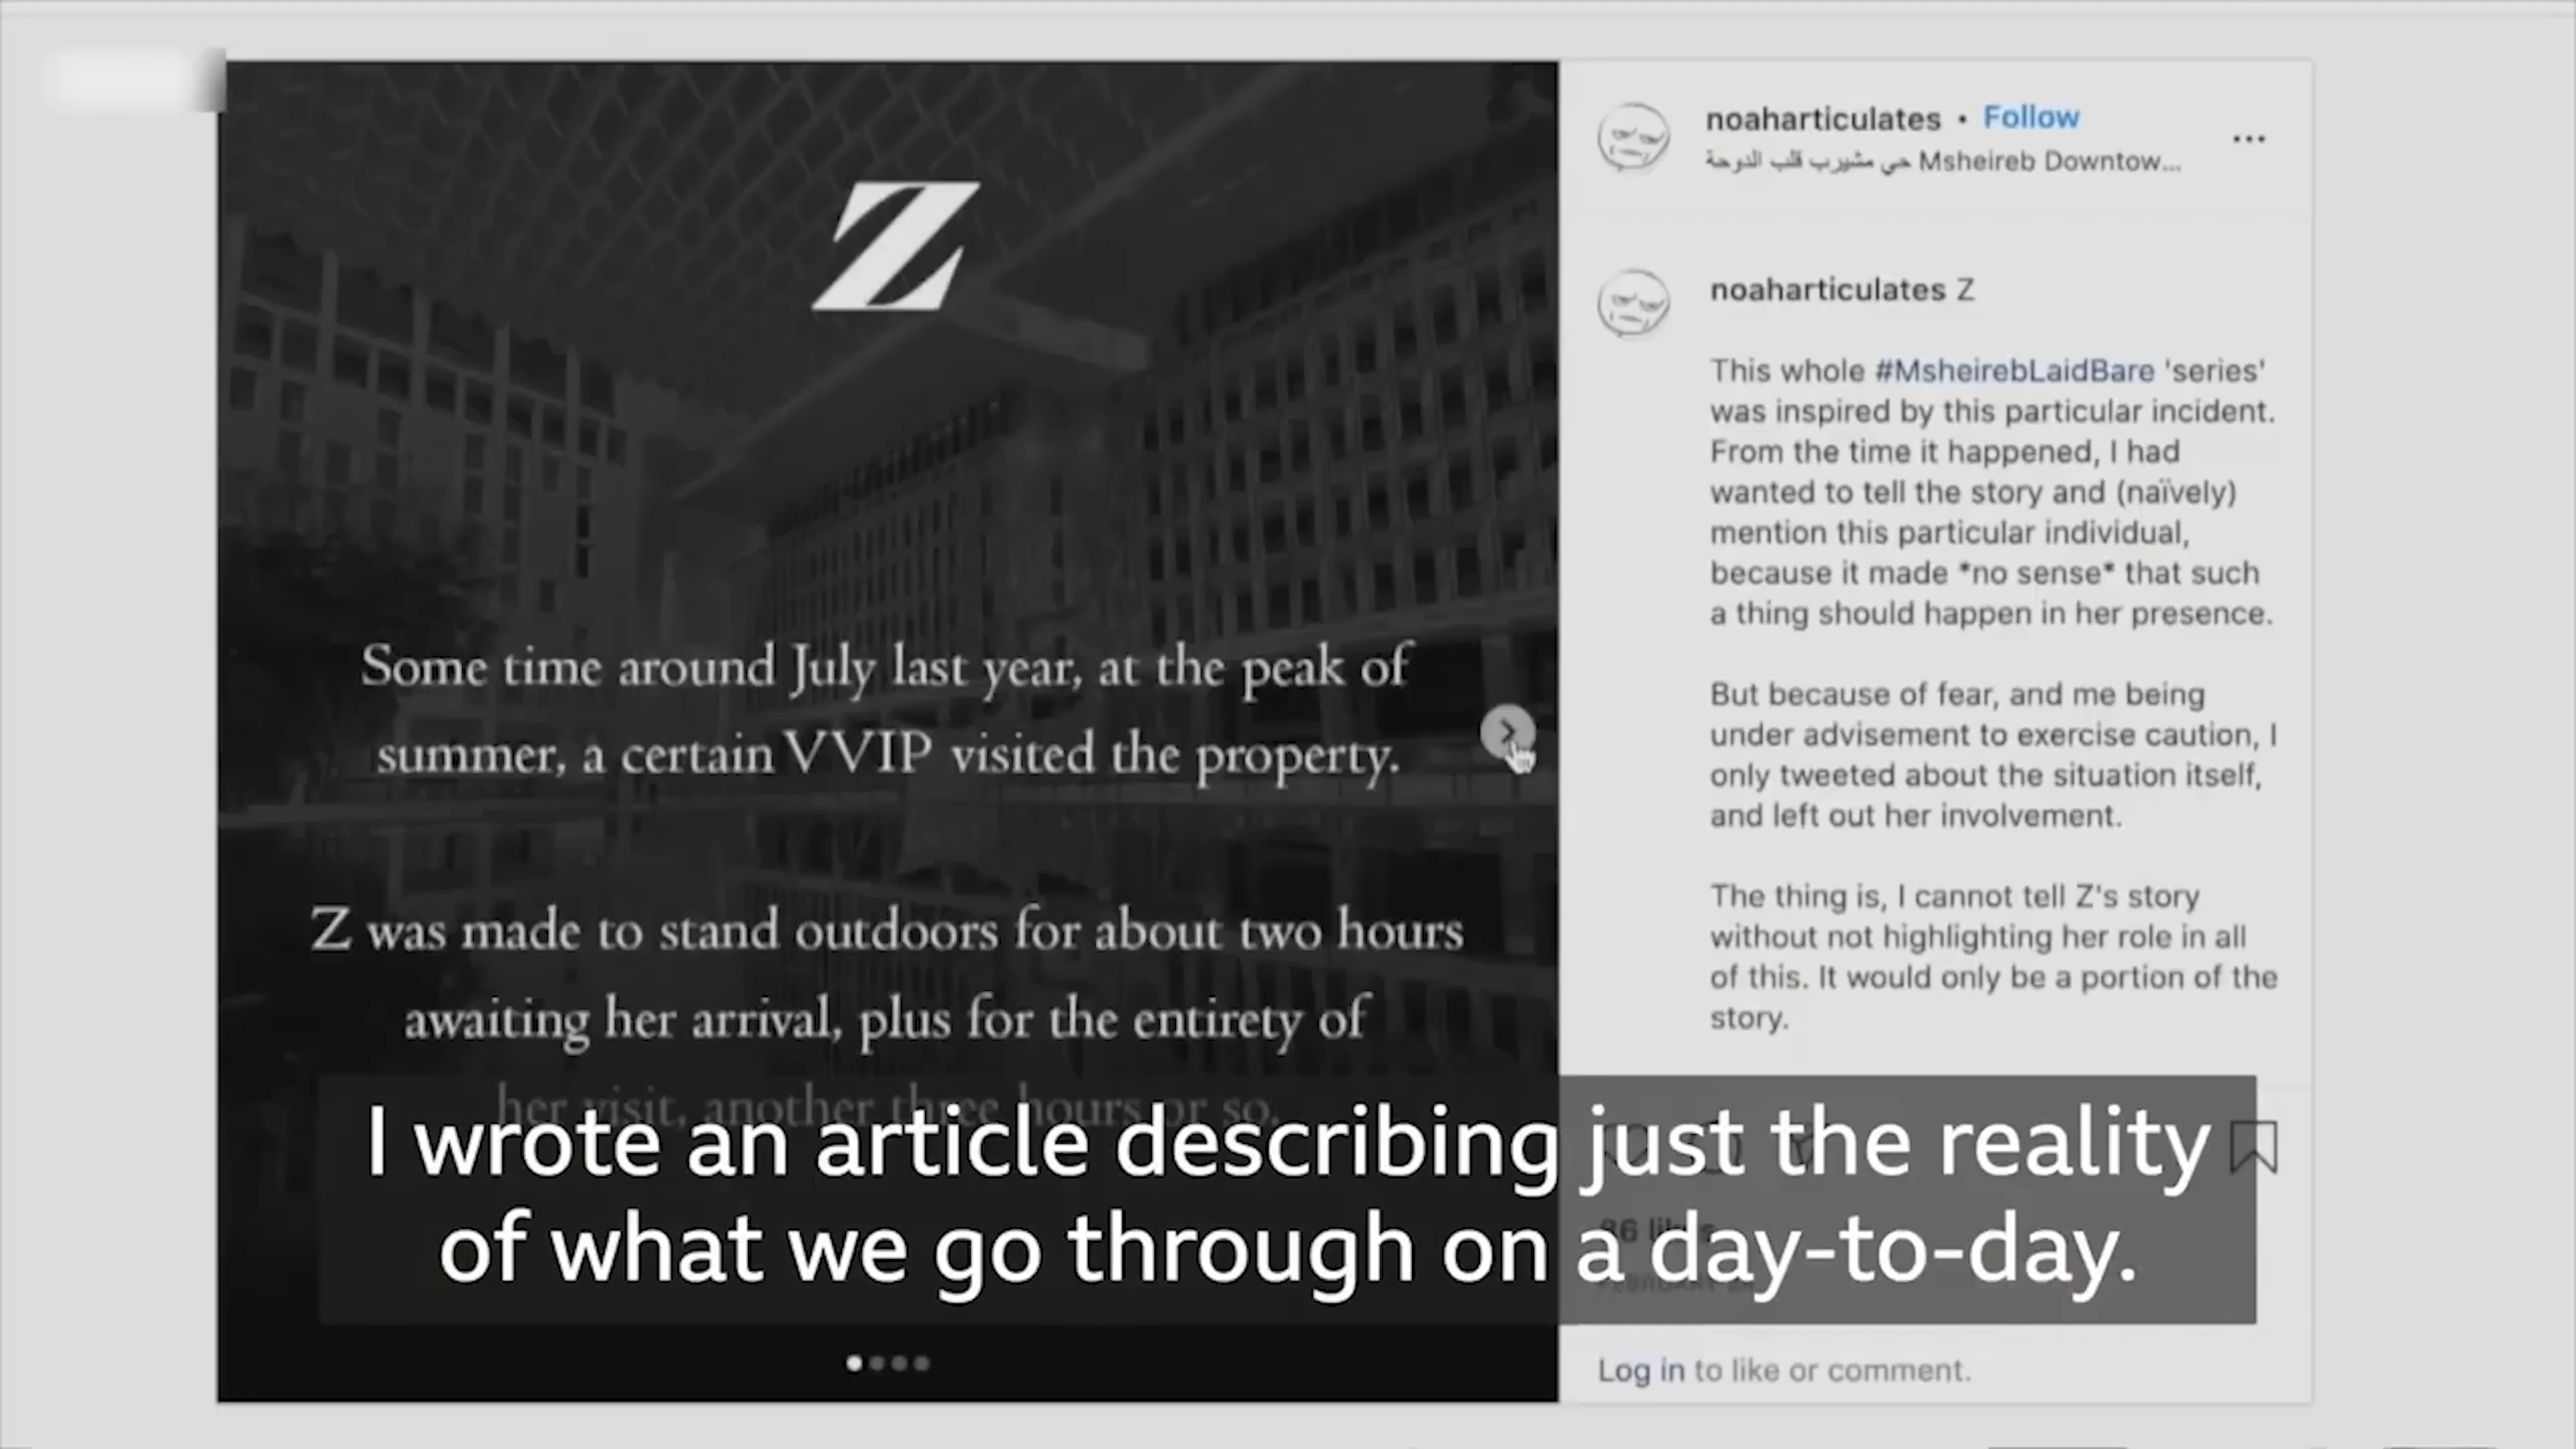 Z
Some time around July last year, at the peak of
summer, a certain VVIP visited the property.
Z was made to stand outdoors for about two hours
awaiting her arrival, plus for the entirety of
her visit, another three hours or so.
noaharticulates • Follow
حي مشيرب قلب الدوحة Msheireb Downtow...
noaharticulates Z
This whole #MsheirebLaidBare 'series'
was inspired by this particular incident.
From the time it happened, I had
wanted to tell the story and (naïvely)
mention this particular individual,
because it made *no sense* that such
a thing should happen in her presence.
But because of fear, and me being
under advisement to exercise caution, I
only tweeted about the situation itself,
and left out her involvement.
The thing is, I cannot tell Z's story
without not highlighting her role in all
of this. It would only be a portion of the
story.
Log in to like or comment.
I wrote an article describing just the reality
of what we go through on a day-to-day.